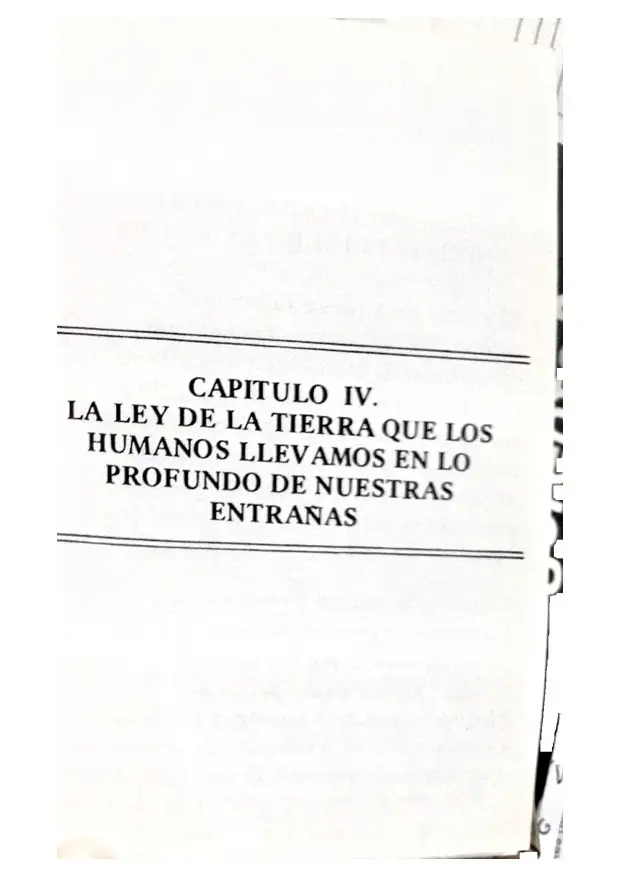 CAPITULO IV.
LA LEY DE LA TIERRA QUE LOS
HUMANOS LLEVAMOS EN LO
PROFUNDO DE NUESTRAS
ENTRAÑAS